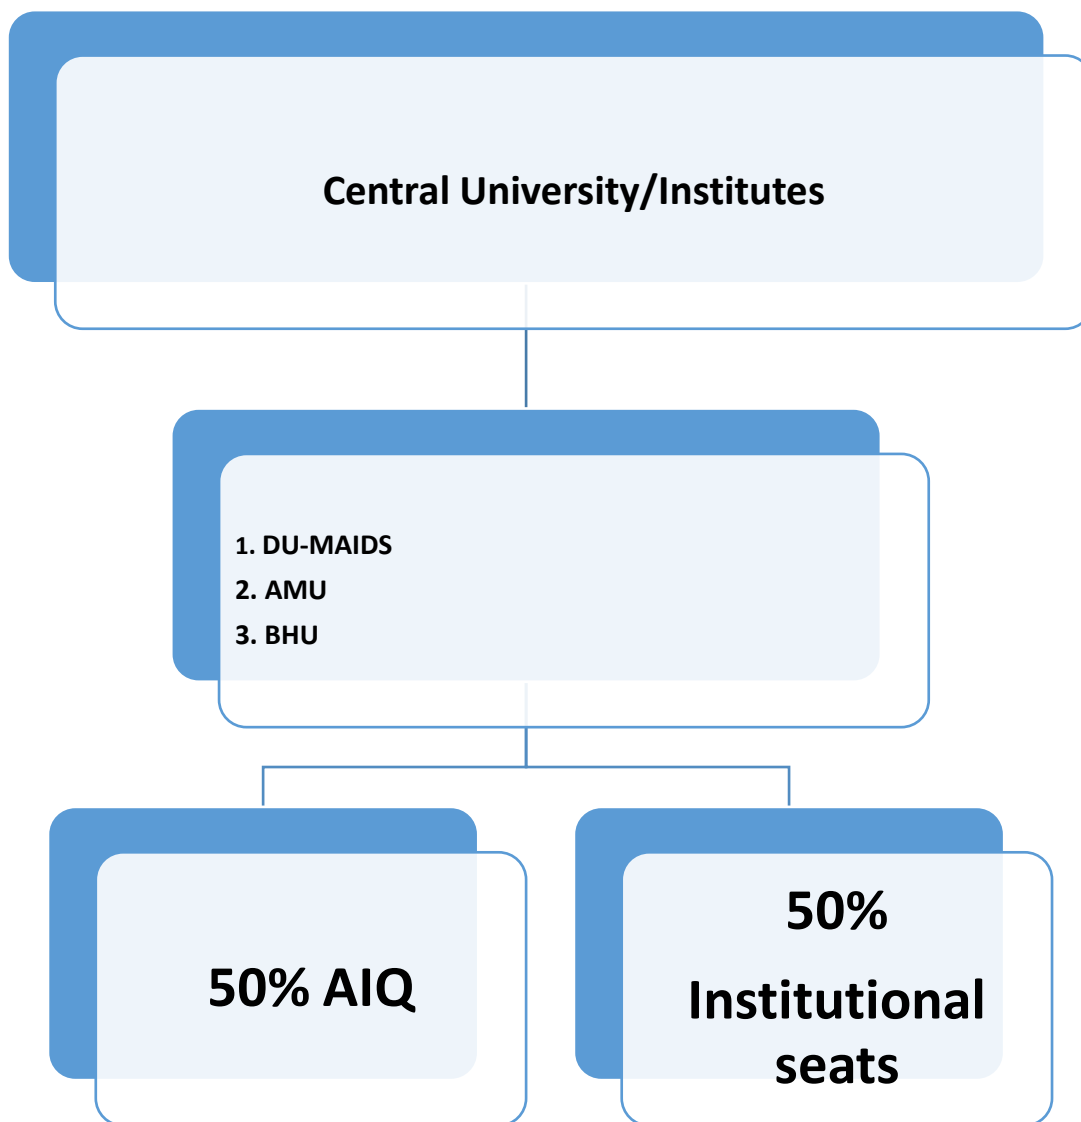 Central University/Institutes
1. DU-MAIDS
2. AMU
3. BHU
50% AIQ
50%
Institutional
seats